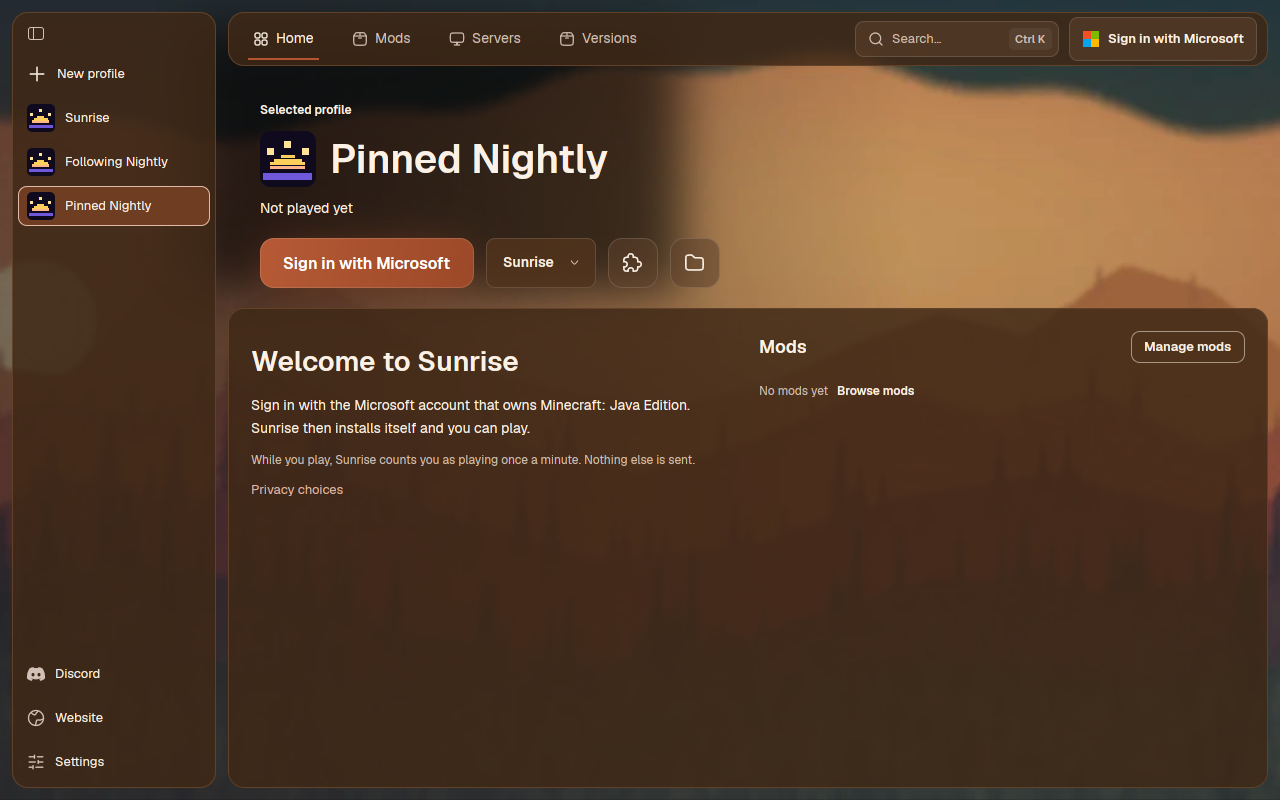 New profile
Sunrise
Following Nightly
Pinned Nightly
Discord
Website
Settings
Home
Mods
Servers
Versions
Search...
Ctrl K
Sign in with Microsoft
Selected profile
Pinned Nightly
Not played yet
Sign in with Microsoft
Sunrise
Welcome to Sunrise
Sign in with the Microsoft account that owns Minecraft: Java Edition.
Sunrise then installs itself and you can play.
While you play, Sunrise counts you as playing once a minute. Nothing else is sent.
Privacy choices
Mods
Manage mods
No mods yet
Browse mods